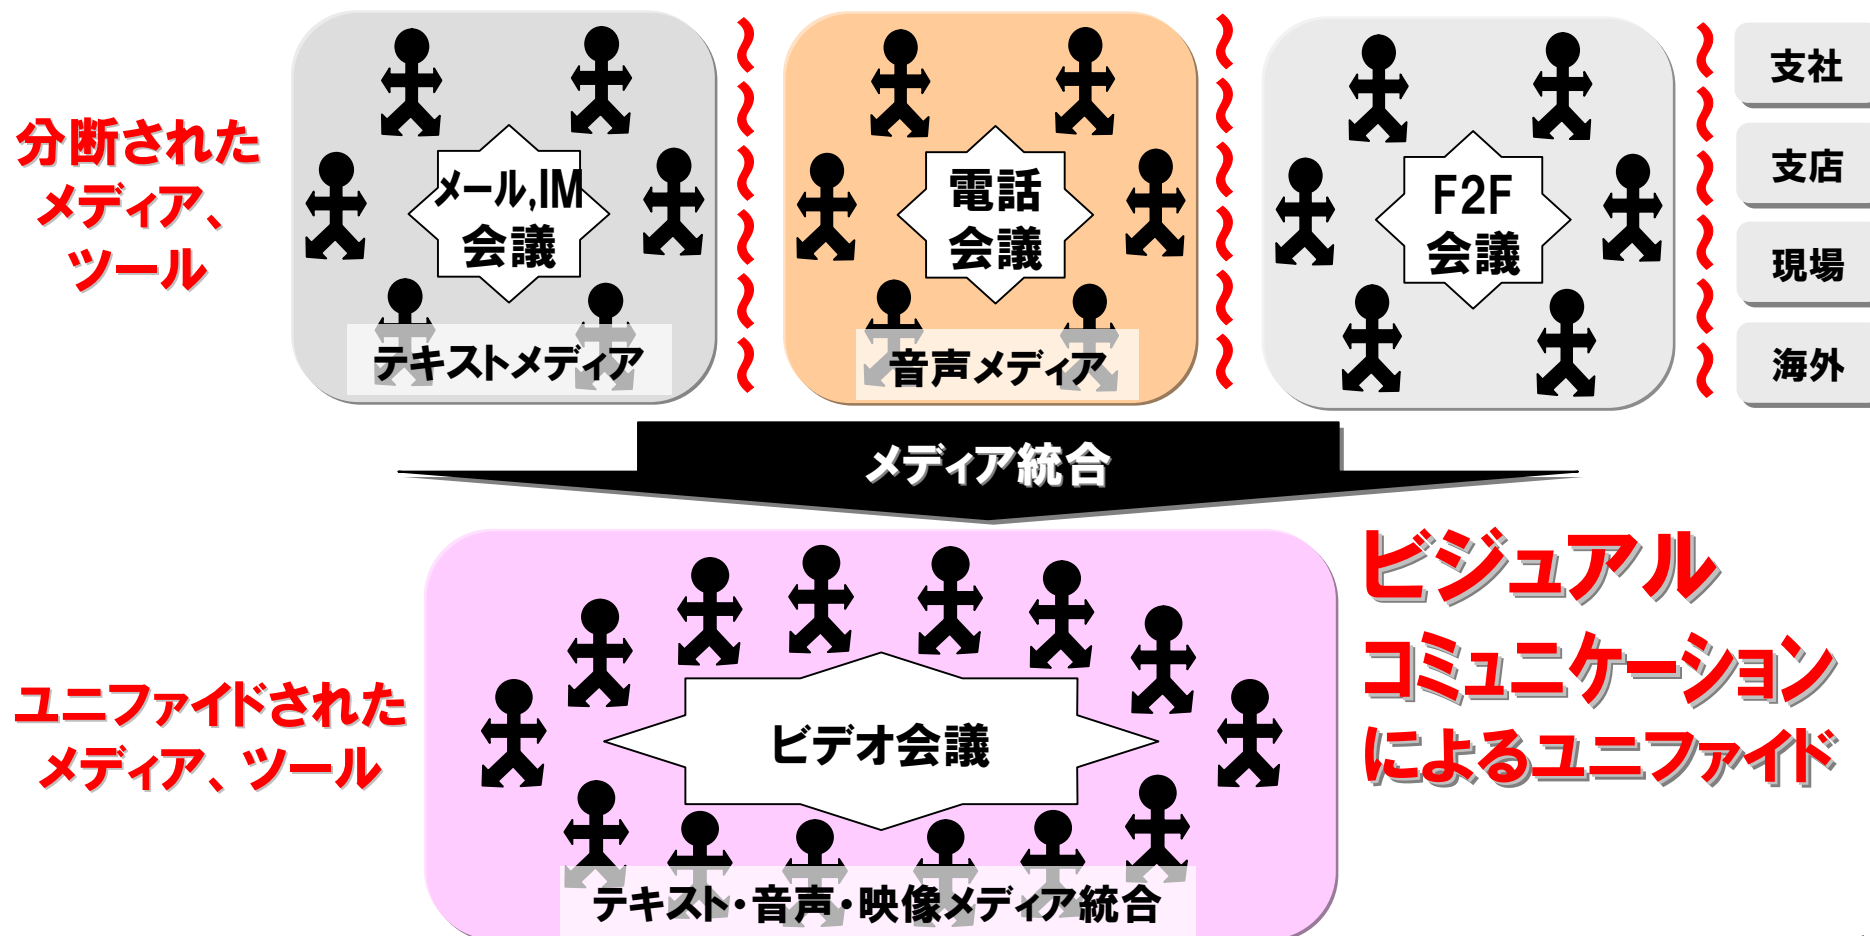 分断された
メディア、
ツール
メール,IM
会議
テキストメディア
電話
会議
音声メディア
F2F
会議
支社
支店
現場
海外
メディア統合
ユニファイドされた
メディア、ツール
ビデオ会議
テキスト・音声・映像メディア統合
ビジュアル
コミュニケーション
によるユニファイド